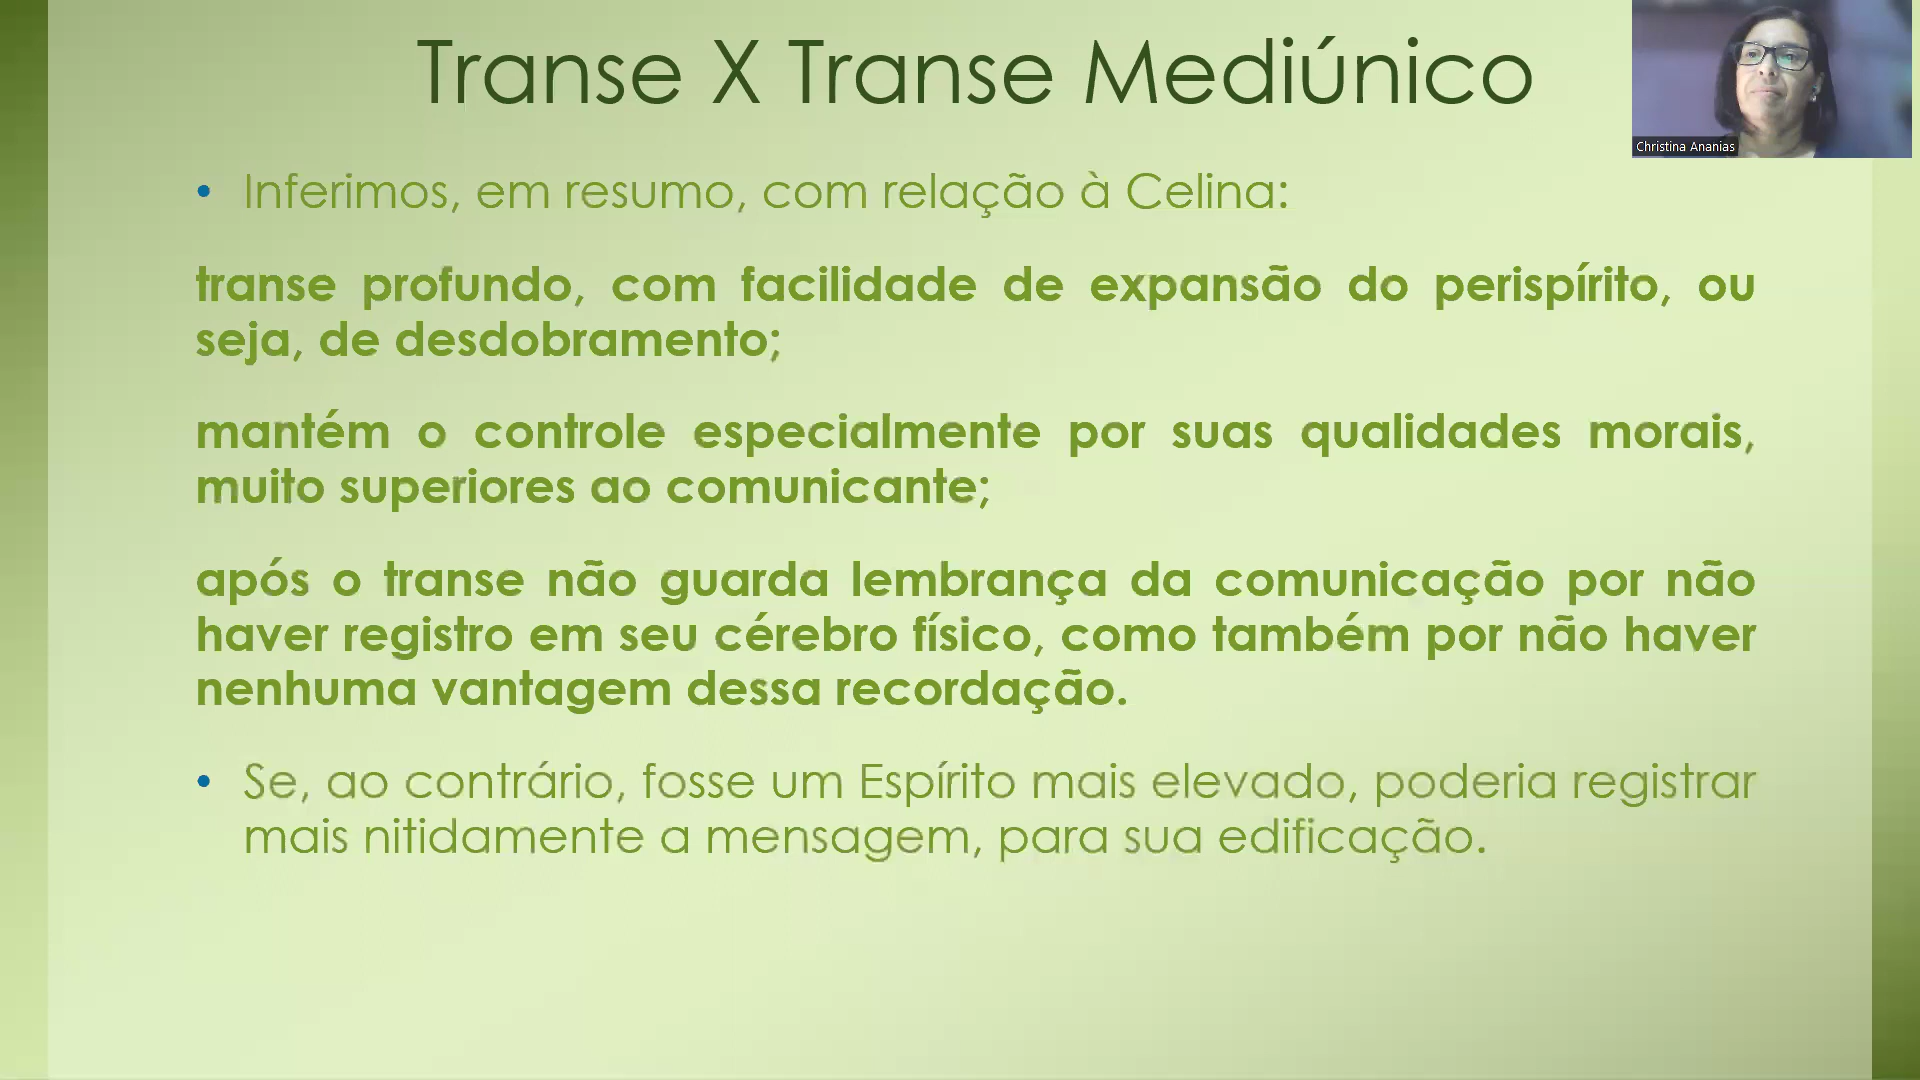 Transe X Transe Mediúnico
Christina Ananias
• Inferimos, em resumo, com relação à Celina:
transe profundo, com facilidade de expansão do perispírito, ou
seja, de desdobramento;
mantém o controle especialmente por suas qualidades morais,
muito superiores ao comunicante;
após o transe não guarda lembrança da comunicação por não
haver registro em seu cérebro físico, como também por não haver
nenhuma vantagem dessa recordação.
• Se, ao contrário, fosse um Espírito mais elevado, poderia registrar
mais nitidamente a mensagem, para sua edificação.